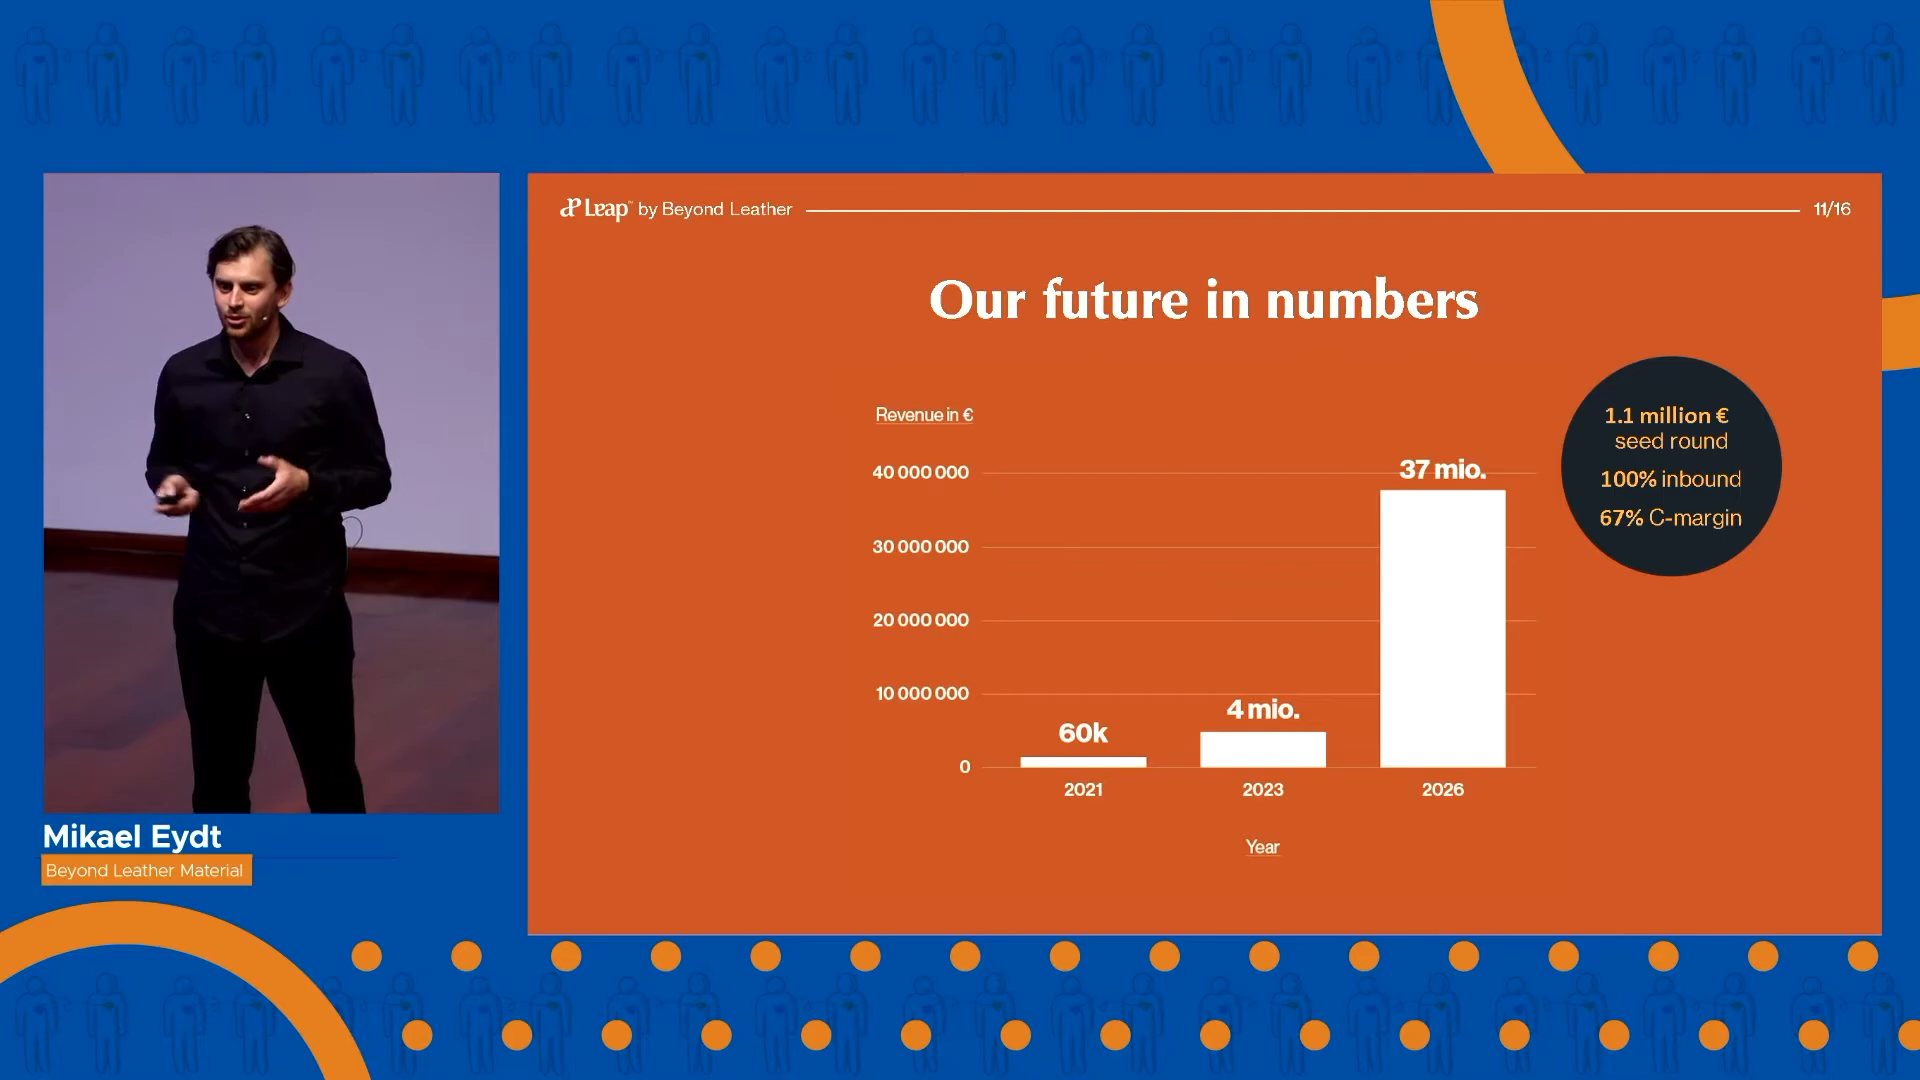 Leap™ by Beyond Leather
11/16
Our future in numbers
Revenue in €
40 000 000
30 000 000
20 000 000
10 000 000
0
60k
4 mio.
37 mio.
2021
2023
2026
Year
1.1 million €
seed round
100% inbound
67% C-margin
Mikael Eydt
Beyond Leather Material